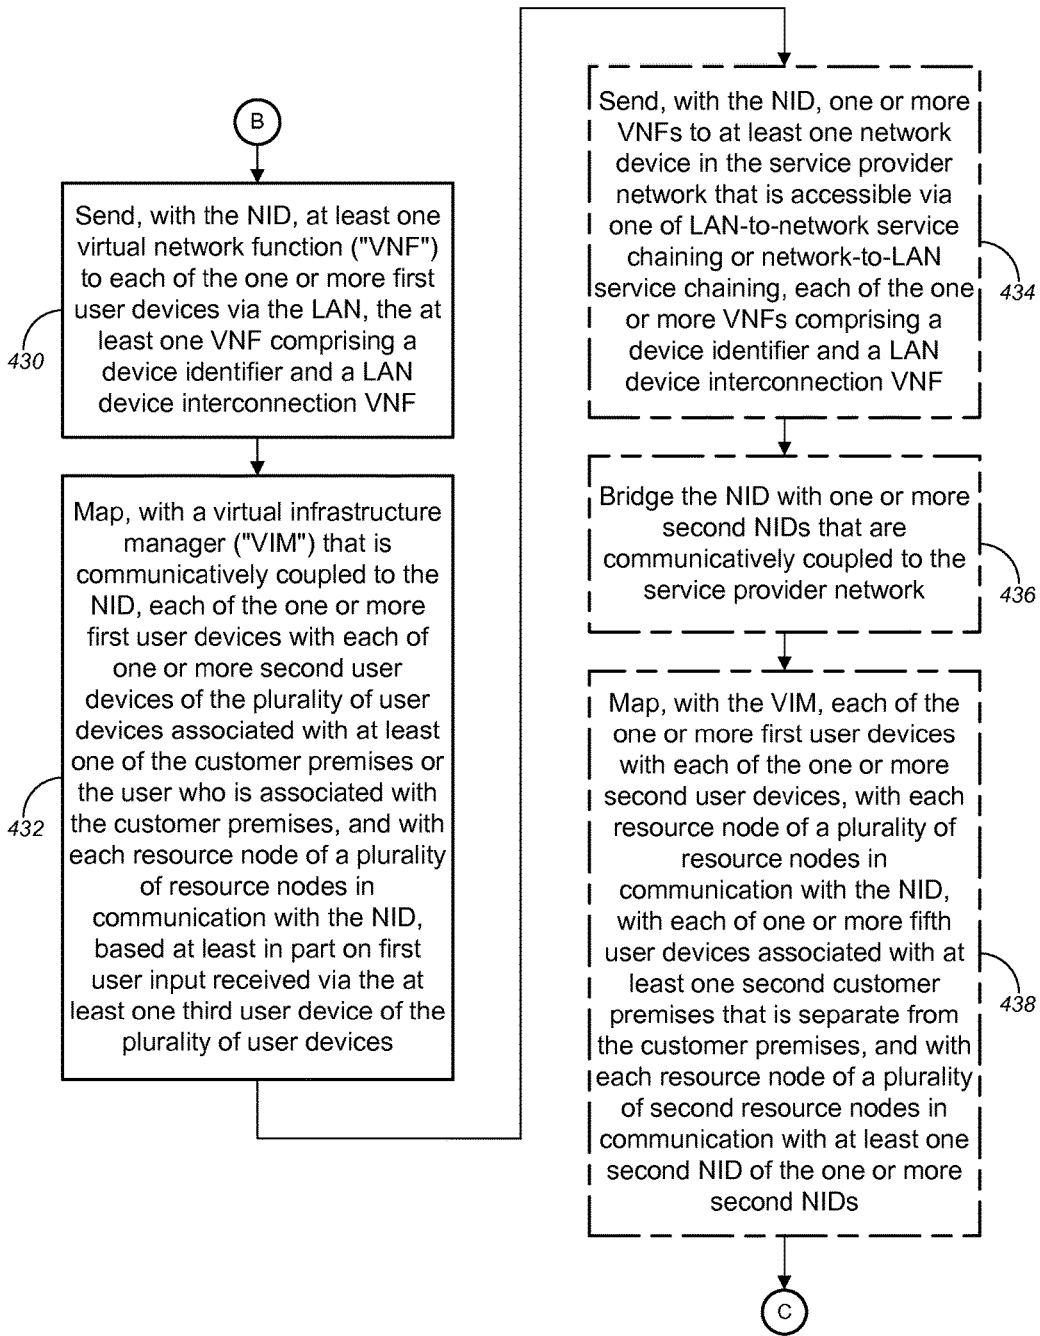 B
Send, with the NID, at least one
virtual network function ("VNF")
to each of the one or more first
user devices via the LAN, the at
least one VNF comprising a
device identifier and a LAN
device interconnection VNF
430
Map, with a virtual infrastructure
manager ("VIM") that is
communicatively coupled to the
NID, each of the one or more
first user devices with each of
one or more second user
devices of the plurality of user
devices associated with at least
one of the customer premises or
the user who is associated with
the customer premises, and with
each resource node of a plurality
of resource nodes in
communication with the NID,
based at least in part on first
user input received via the at
least one third user device of the
plurality of user devices
432
Send, with the NID, one or more
VNFs to at least one network
device in the service provider
network that is accessible via
one of LAN-to-network service
chaining or network-to-LAN
service chaining, each of the one
or more VNFs comprising a
device identifier and a LAN
device interconnection VNF
434
Bridge the NID with one or more
second NIDs that are
communicatively coupled to the
service provider network
436
Map, with the VIM, each of the
one or more first user devices
with each of the one or more
second user devices, with each
resource node of a plurality of
resource nodes in
communication with the NID,
with each of one or more fifth
user devices associated with at
least one second customer
premises that is separate from
the customer premises, and with
each resource node of a plurality
of second resource nodes in
communication with at least one
second NID of the one or more
second NIDs
438
C